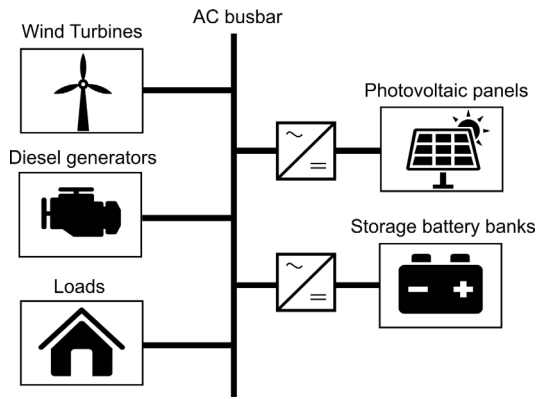 Wind Turbines
AC busbar
Photovoltaic panels
Diesel generators
Storage battery banks
Loads